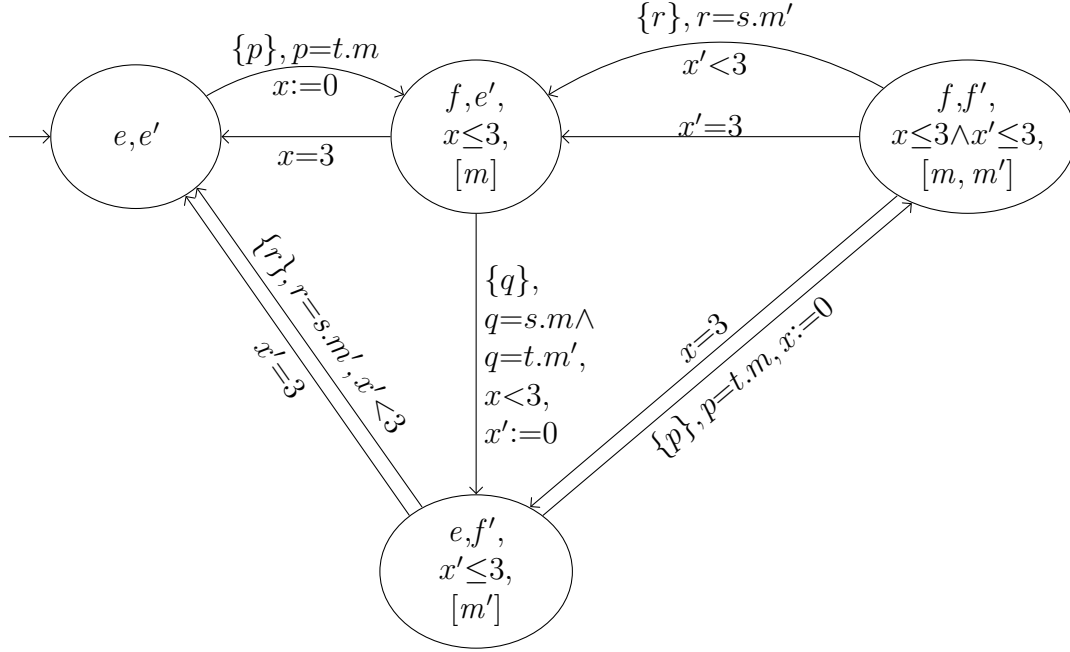 {p}, p=t.m
x:=0
{r}, r=s.m′
x′<3
e,e′
f,e′,
x≤3,
[m]
f,f′,
x≤3∧x′≤3,
[m, m′]
x=3
x′=3
{q},
q=s.m∧
q=t.m′,
x<3,
x′:=0
{r}, r=s.m′, x′<3
x′=3
x=3
{p}, p=t.m, x:=0
e,f′,
x′≤3,
[m′]